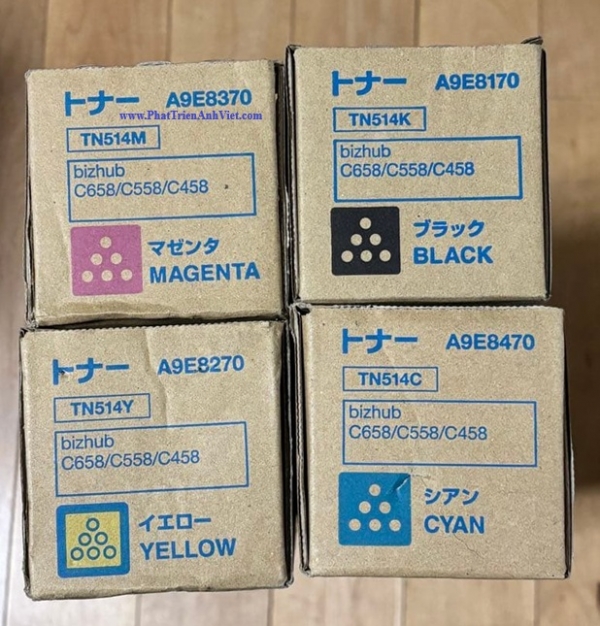 トナー A9E8370
www.PhatTrienAnhViet.com
TN514M
bizhub
C658/C558/C458
マゼンタ
MAGENTA
トナー A9E8170
TN514K
bizhub
C658/C558/C458
ブラック
BLACK
トナー A9E8270
TN514Y
bizhub
C658/C558/C458
イエロー
YELLOW
トナー A9E8470
TN514C
bizhub
C658/C558/C458
シアン
CYAN